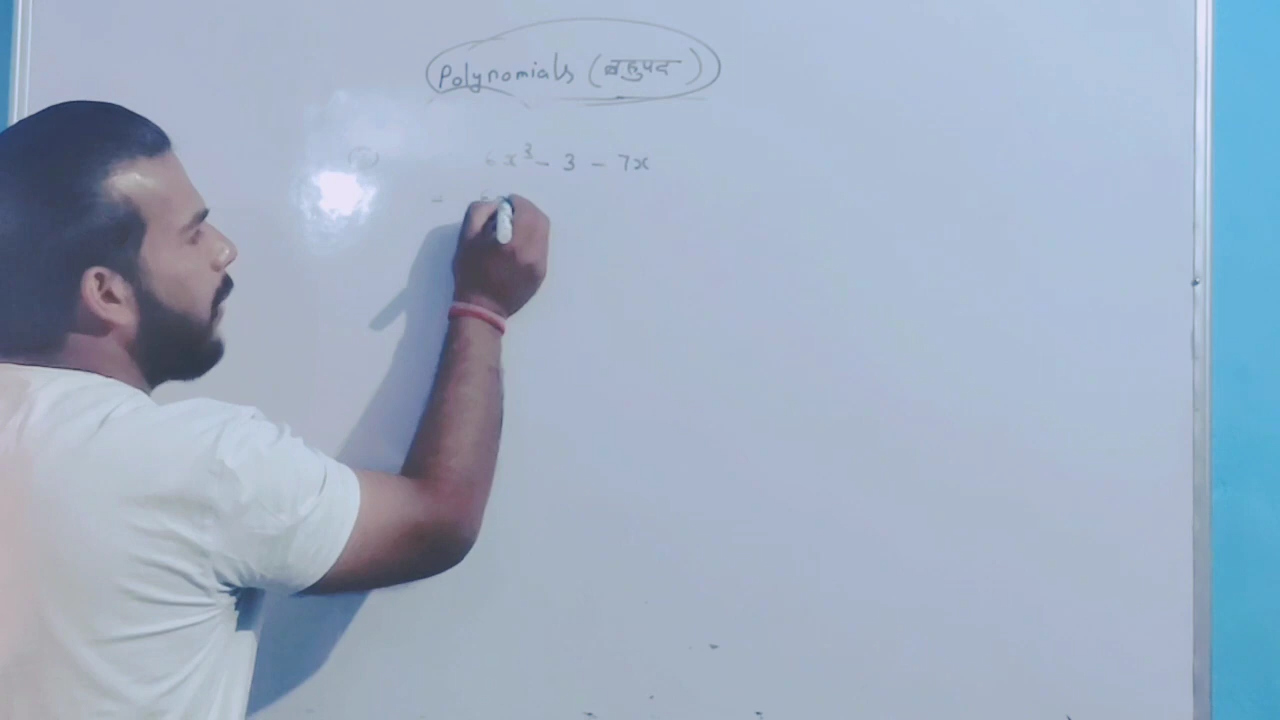 Polynomials (बहुपद)
6x³ - 3 - 7x
=